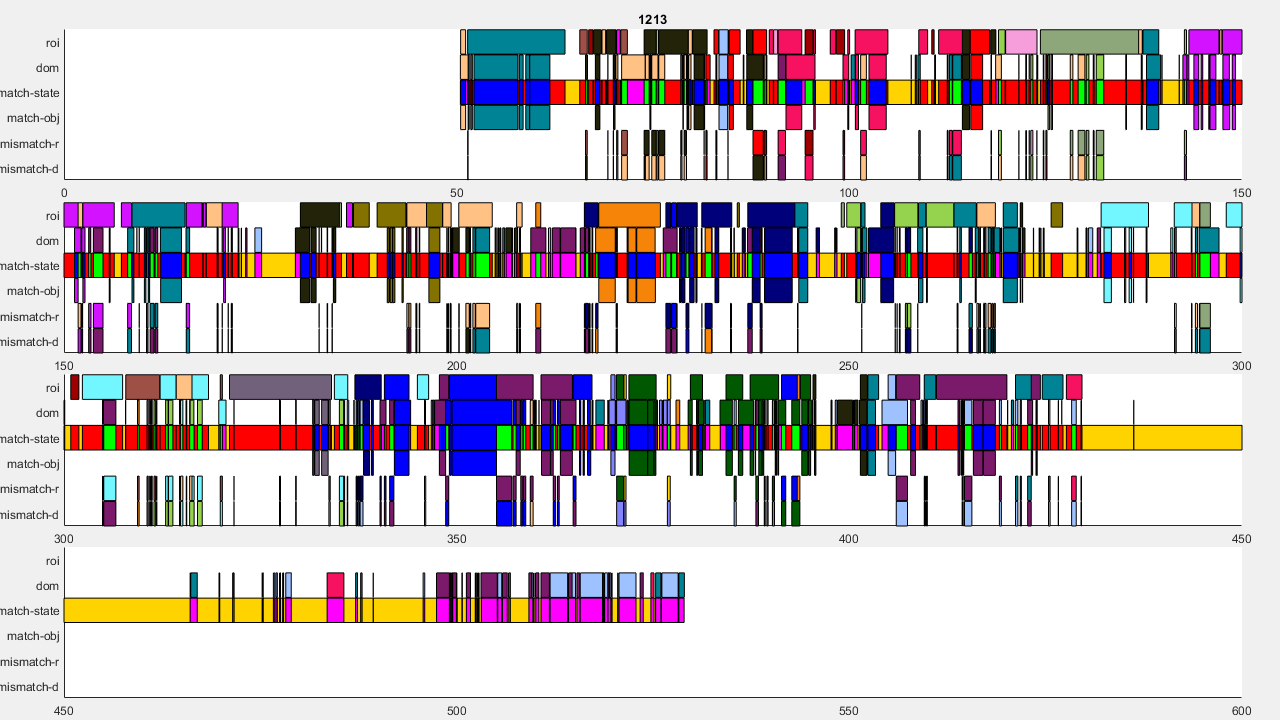 1213
roi
dom
match-state
match-obj
mismatch-r
mismatch-d
0 50 100 150
roi
dom
match-state
match-obj
mismatch-r
mismatch-d
150 200 250 300
roi
dom
match-state
match-obj
mismatch-r
mismatch-d
300 350 400 450
roi
dom
match-state
match-obj
mismatch-r
mismatch-d
450 500 550 600